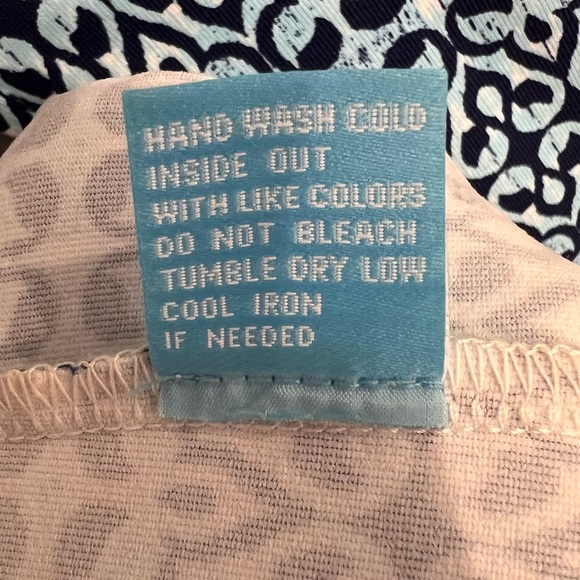 HAND WASH COLD
INSIDE OUT
WITH LIKE COLORS
DO NOT BLEACH
TUMBLE DRY LOW
COOL IRON
IF NEEDED